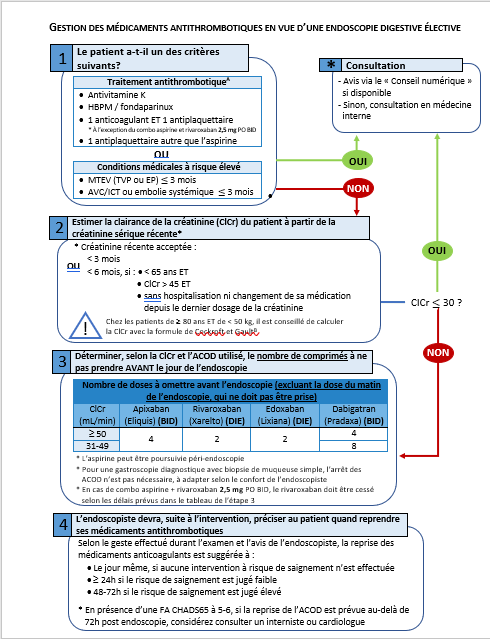 GESTION DES MÉDICAMENTS ANTITHROMBOTIQUES EN VUE D'UNE ENDOSCOPIE DIGESTIVE ÉLECTIVE
1
Le patient a-t-il un des critères
suivants?
Traitement antithrombotiqueᴬ
• Antivitamine K
• HBPM / fondaparinux
• 1 anticoagulant ET 1 antiplaquettaire
* À l'exception du combo aspirine et rivaroxaban 2,5 mg PO BID
• 1 antiplaquettaire autre que l'aspirine
OU
Conditions médicales à risque élevé
• MTEV (TVP ou EP) ≤ 3 mois
• AVC/ICT ou embolie systémique ≤ 3 mois
* Consultation
- Avis via le « Conseil numérique »
si disponible
- Sinon, consultation en médecine
interne
OUI
NON
2
Estimer la clairance de la créatinine (ClCr) du patient à partir de la
créatinine sérique récente*
* Créatinine récente acceptée :
< 3 mois
OU
< 6 mois, si : • < 65 ans ET
• ClCr > 45 ET
• sans hospitalisation ni changement de sa médication
depuis le dernier dosage de la créatinine
!
Chez les patients de ≥ 80 ans ET de < 50 kg, il est conseillé de calculer
la ClCr avec la formule de Cockroft et Gaultᴮ.
OUI
ClCr ≤ 30 ?
NON
3
Déterminer, selon la ClCr et l'ACOD utilisé, le nombre de comprimés à ne
pas prendre AVANT le jour de l'endoscopie
Nombre de doses à omettre avant l'endoscopie (excluant la dose du matin
de l'endoscopie, qui ne doit pas être prise)
ClCr (mL/min) Apixaban (Eliquis) (BID) Rivaroxaban (Xarelto) (DIE) Edoxaban (Lixiana) (DIE) Dabigatran (Pradaxa) (BID)
≥ 50 4 2 2 4
31-49 8
* L'aspirine peut être poursuivie péri-endoscopie
* Pour une gastroscopie diagnostic avec biopsie de muqueuse simple, l'arrêt des
ACOD n'est pas nécessaire, à adapter selon le confort de l'endoscopiste
* En cas de combo aspirine + rivaroxaban 2,5 mg PO BID, le rivaroxaban doit être cessé
selon les délais prévus dans le tableau de l'étape 3
4
L'endoscopiste devra, suite à l'intervention, préciser au patient quand reprendre
ses médicaments antithrombotiques
Selon le geste effectué durant l'examen et l'avis de l'endoscopiste, la reprise des
médicaments anticoagulants est suggérée à :
• Le jour même, si aucune intervention à risque de saignement n'est effectuée
• ≥ 24h si le risque de saignement est jugé faible
• 48-72h si le risque de saignement est jugé élevé
* En présence d'une FA CHADS65 à 5-6, si la reprise de l'ACOD est prévue au-delà de
72h post endoscopie, considérez consulter un interniste ou cardiologue